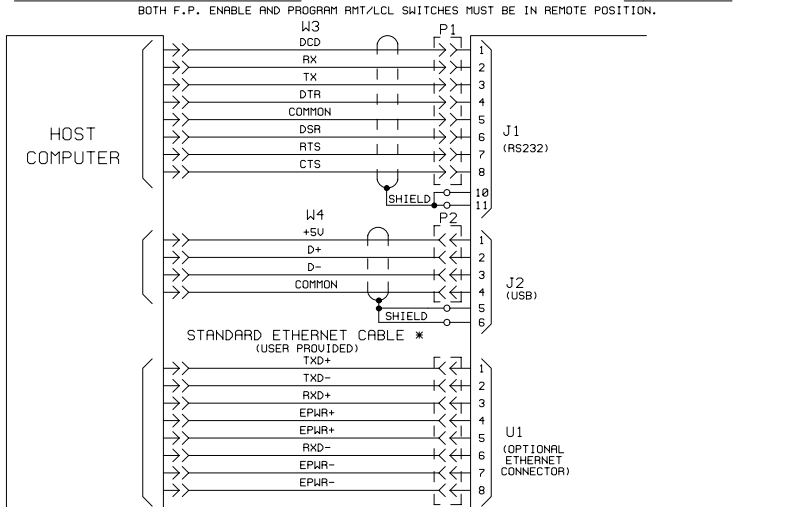 BOTH F.P. ENABLE AND PROGRAM RMT/LCL SWITCHES MUST BE IN REMOTE POSITION.
W3
P1
DCD
1
RX
2
TX
3
DTR
4
COMMON
5
DSR
6
RTS
7
CTS
8
10
SHIELD
11
J1
(RS232)
HOST
COMPUTER
W4
P2
+5V
1
D+
2
D-
3
COMMON
4
5
SHIELD
6
J2
(USB)
STANDARD ETHERNET CABLE *
(USER PROVIDED)
TXD+
1
TXD-
2
RXD+
3
EPWR+
4
EPWR+
5
RXD-
6
EPWR-
7
EPWR-
8
U1
(OPTIONAL
ETHERNET
CONNECTOR)